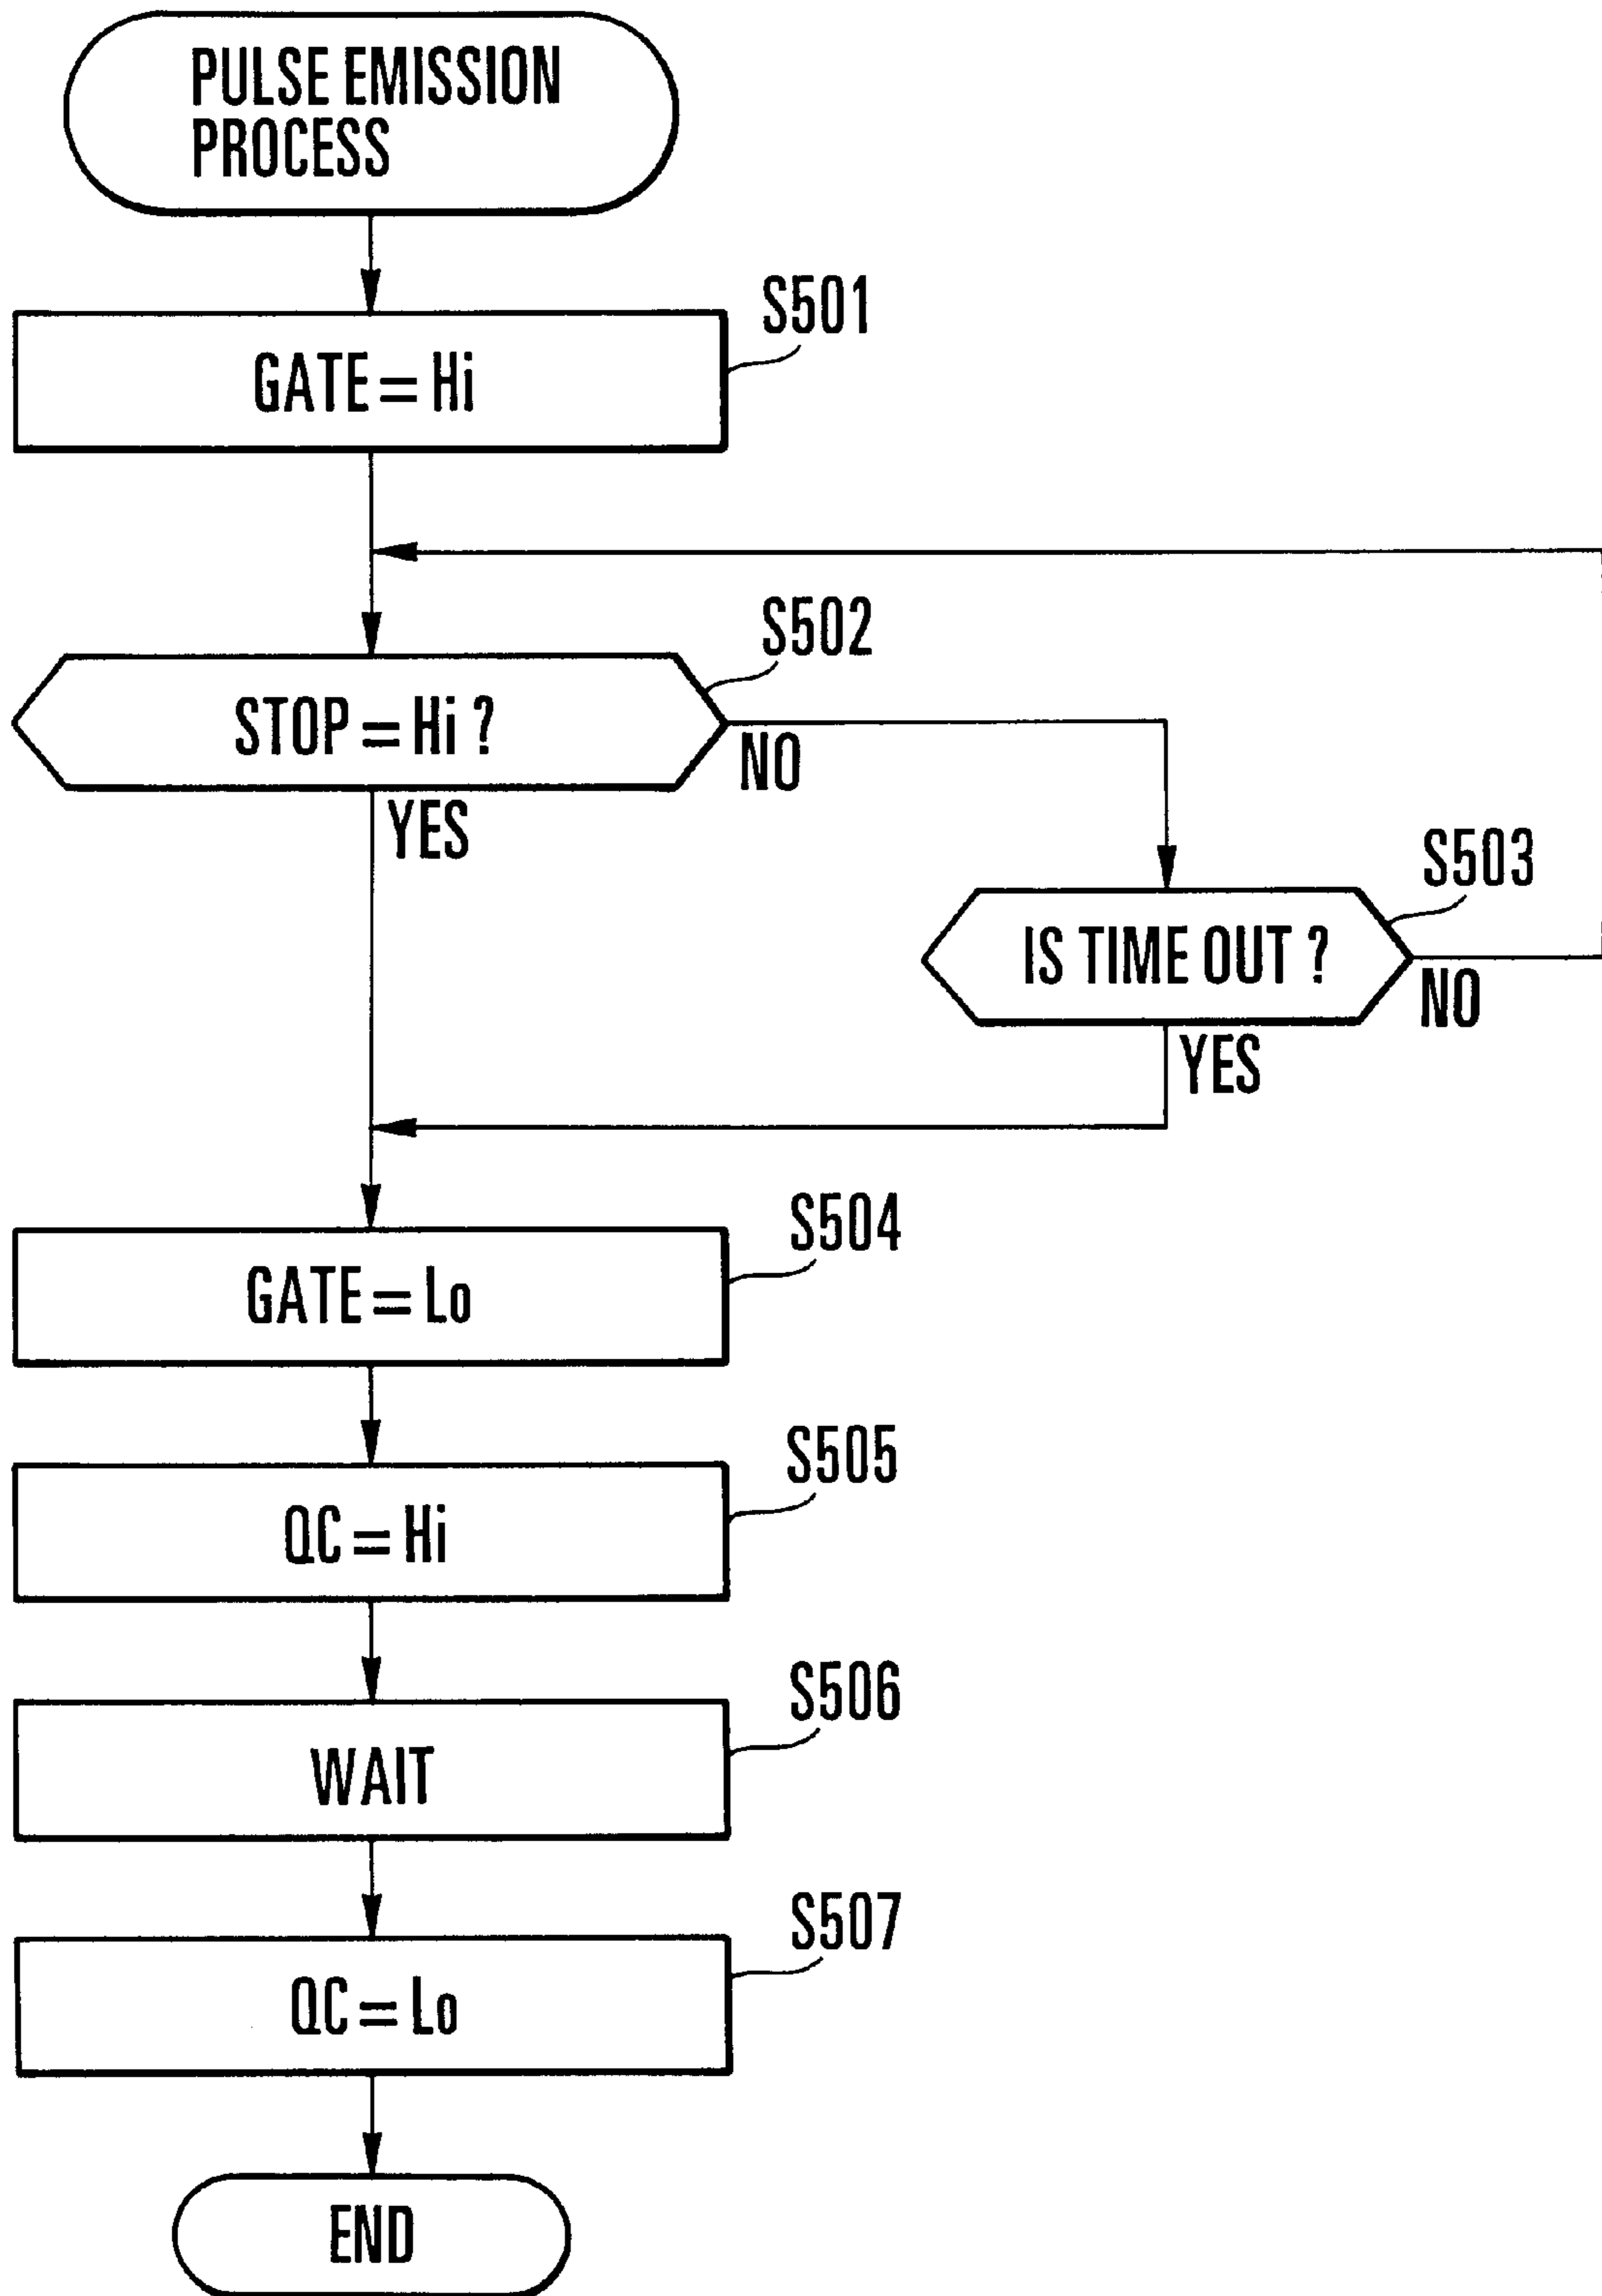 PULSE EMISSION
PROCESS
S501
GATE = Hi
S502
STOP = Hi ?
NO
YES
S503
IS TIME OUT ?
NO
YES
S504
GATE = Lo
S505
QC = Hi
S506
WAIT
S507
QC = Lo
END